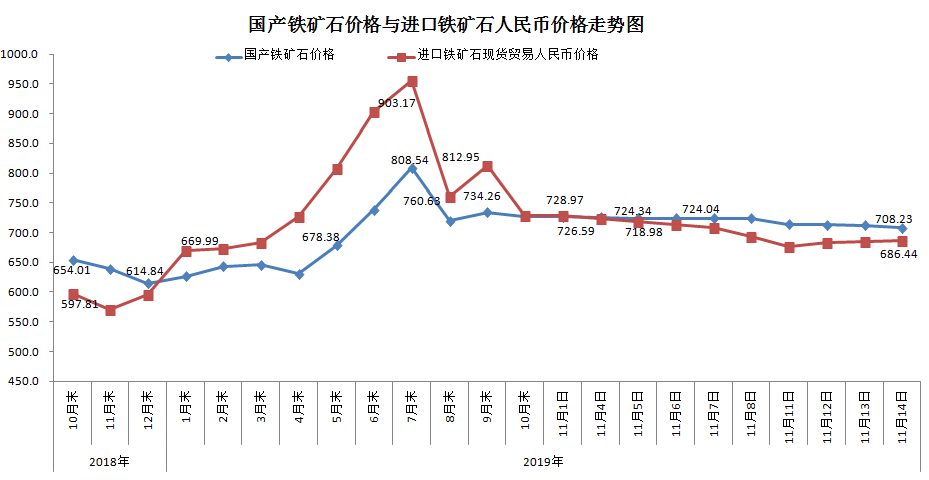 国产铁矿石价格与进口铁矿石人民币价格走势图
国产铁矿石价格 进口铁矿石现货贸易人民币价格
1000.0
950.0
900.0
850.0
800.0
750.0
700.0
650.0
600.0
550.0
500.0
450.0
654.01
597.81
614.84
669.99
678.38
903.17
808.54
760.63
812.95
734.26
728.97
726.59
724.34
718.98
724.04
708.23
686.44
10月末
11月末
12月末
1月末
2月末
3月末
4月末
5月末
6月末
7月末
8月末
9月末
10月末
11月1日
11月4日
11月5日
11月6日
11月7日
11月8日
11月11日
11月12日
11月13日
11月14日
2018年 2019年